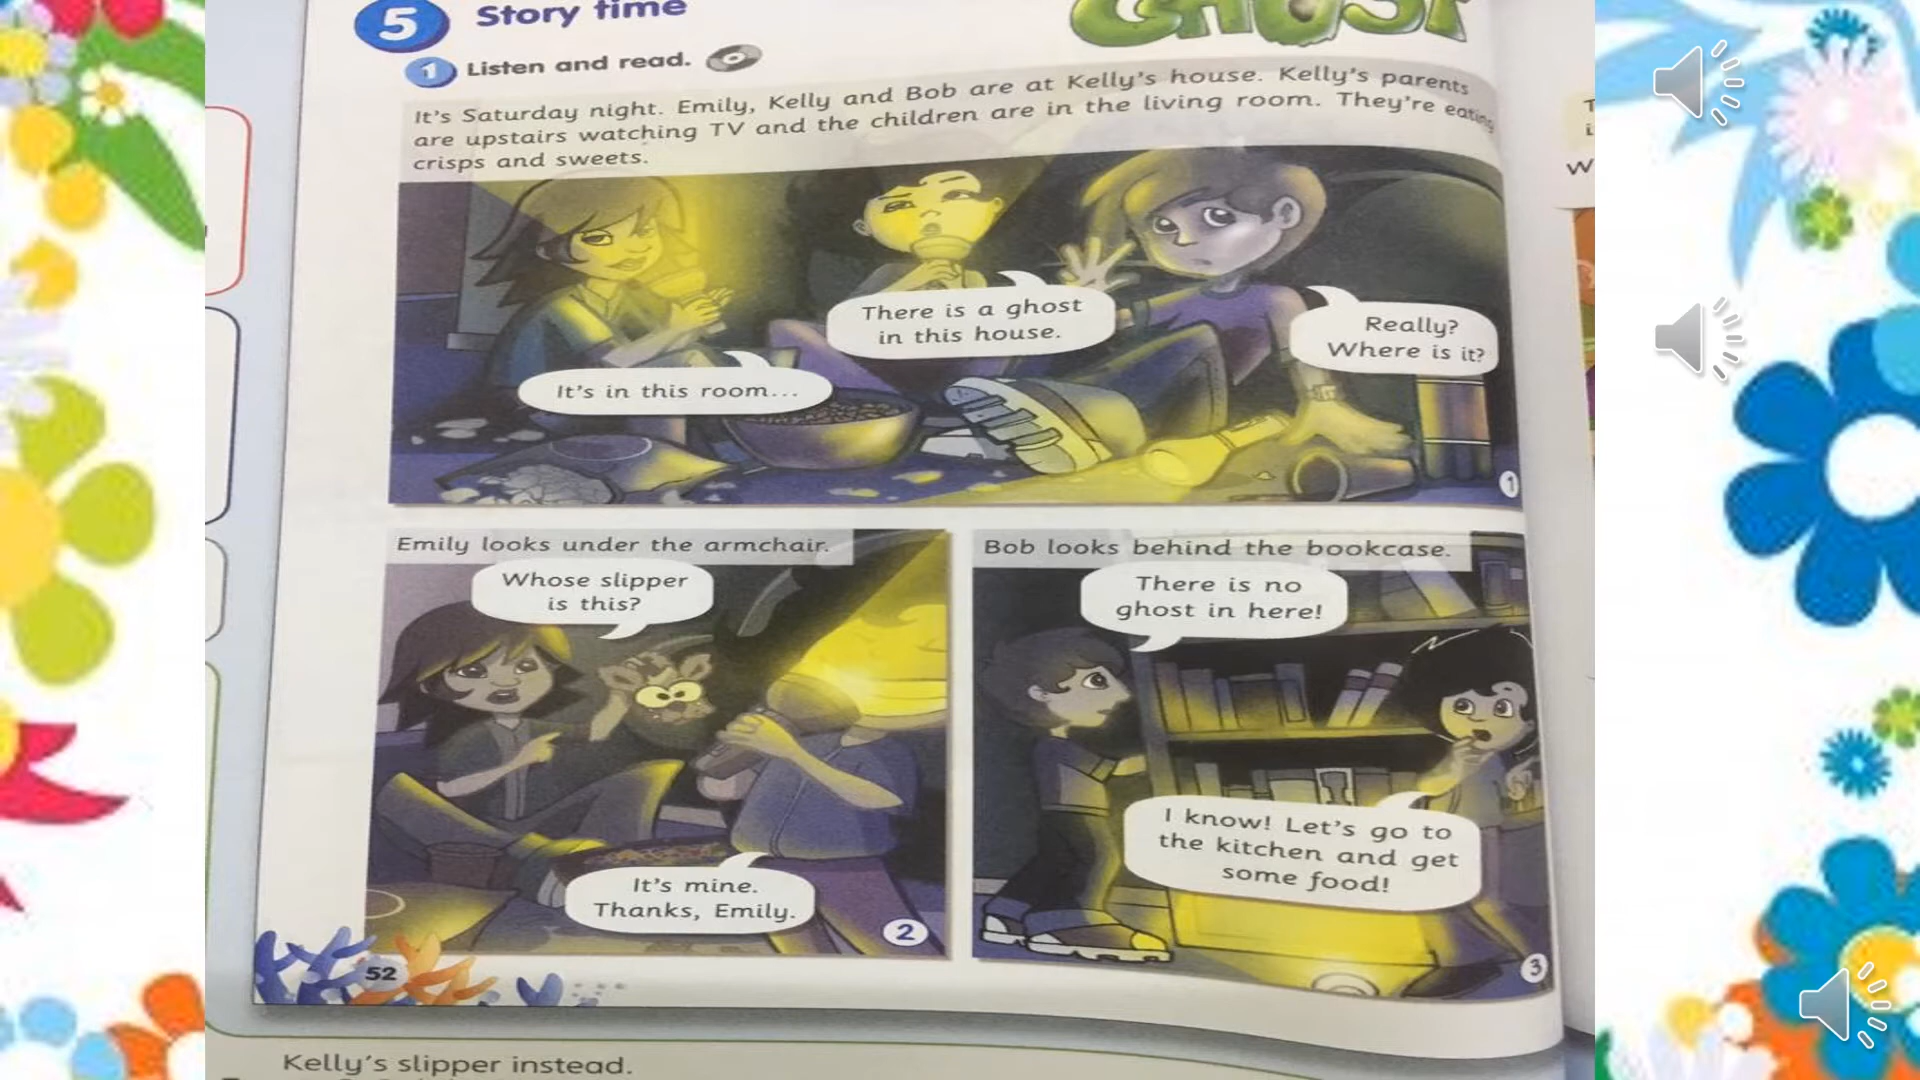 5 Story time
GHOST
1 Listen and read.
It's Saturday night. Emily, Kelly and Bob are at Kelly's house. Kelly's parents
are upstairs watching TV and the children are in the living room. They're eating
crisps and sweets.
There is a ghost
in this house.
Really?
Where is it?
It's in this room...
1
Emily looks under the armchair.
Whose slipper
is this?
It's mine.
Thanks, Emily.
2
Bob looks behind the bookcase.
There is no
ghost in here!
I know! Let's go to
the kitchen and get
some food!
3
52
Kelly's slipper instead.